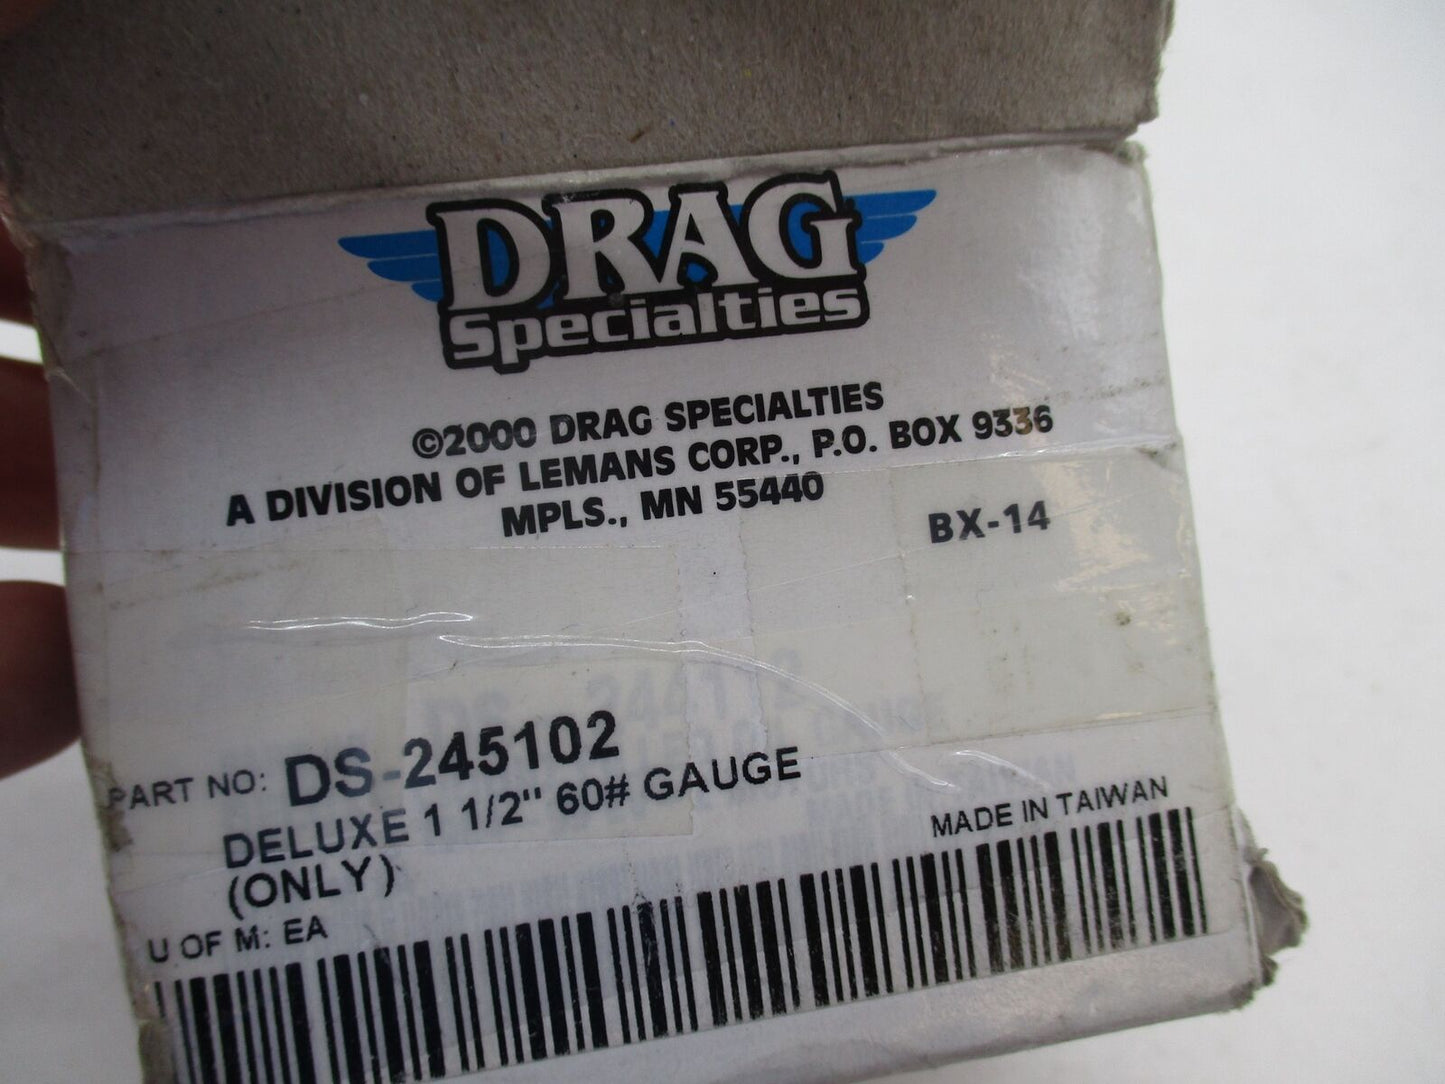 DRAG
Specialties
©2000 DRAG SPECIALTIES
A DIVISION OF LEMANS CORP., P.O. BOX 9336
MPLS., MN 55440
BX-14
PART NO: DS-245102
DELUXE 1 1/2" 60# GAUGE
(ONLY)
MADE IN TAIWAN
U OF M: EA